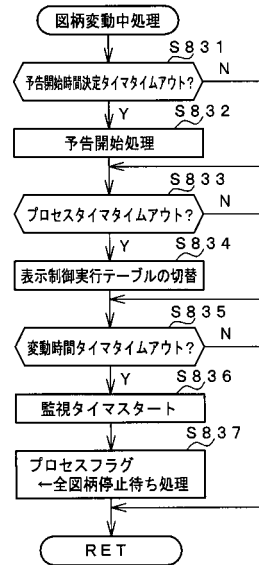 図柄変動中処理
S831
予告開始時間決定タイマタイムアウト?
N
Y
S832
予告開始処理
S833
プロセスタイマタイムアウト?
N
Y
S834
表示制御実行テーブルの切替
S835
変動時間タイマタイムアウト?
N
Y
S836
監視タイマスタート
S837
プロセスフラグ
←全図柄停止待ち処理
RET